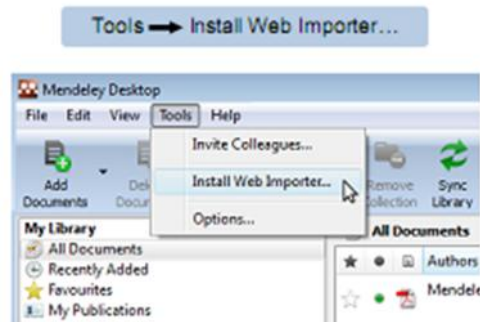 Tools → Install Web Importer...
Mendeley Desktop
File Edit View Tools Help
Invite Colleagues...
Install Web Importer...
Options...
Add
Documents
Remove
Collection
Sync
Library
My Library
All Documents
Recently Added
Favourites
My Publications
All Documents
Authors